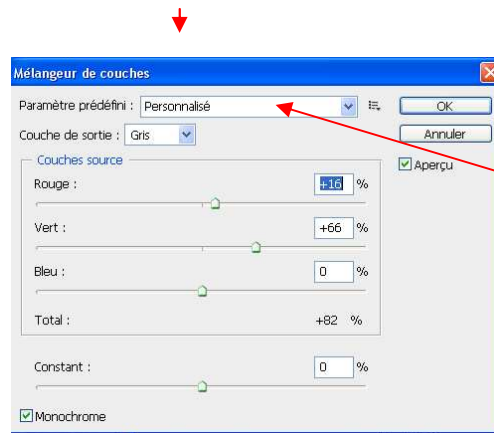 Mélangeur de couches
Paramètre prédéfini : Personnalisé
OK
Couche de sortie : Gris
Annuler
Aperçu
Couches source
Rouge : +16 %
Vert : +66 %
Bleu : 0 %
Total : +82 %
Constant : 0 %
Monochrome